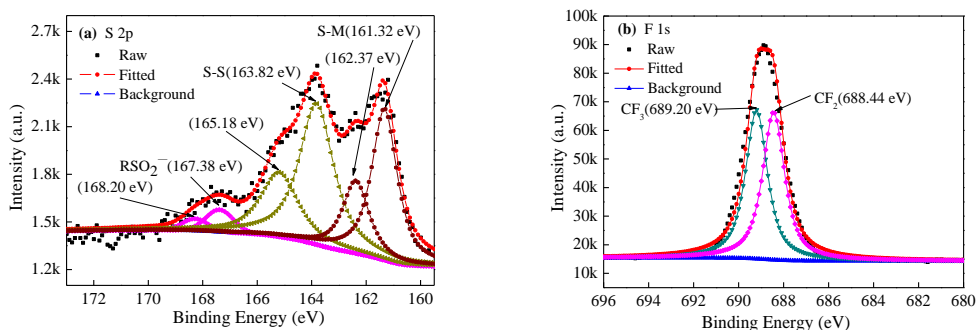 (a) S 2p
Raw
Fitted
Background
S-M(161.32 eV)
(162.37 eV)
S-S(163.82 eV)
(165.18 eV)
RSO₂⁻(167.38 eV)
(168.20 eV)
2.7k
2.4k
2.1k
1.8k
1.5k
1.2k
Intensity (a.u.)
172 170 168 166 164 162 160
Binding Energy (eV)
(b) F 1s
Raw
Fitted
Background
CF₃(689.20 eV)
CF₂(688.44 eV)
100k
90k
80k
70k
60k
50k
40k
30k
20k
10k
Intensity (a.u.)
696 694 692 690 688 686 684 682 680
Binding Energy (eV)